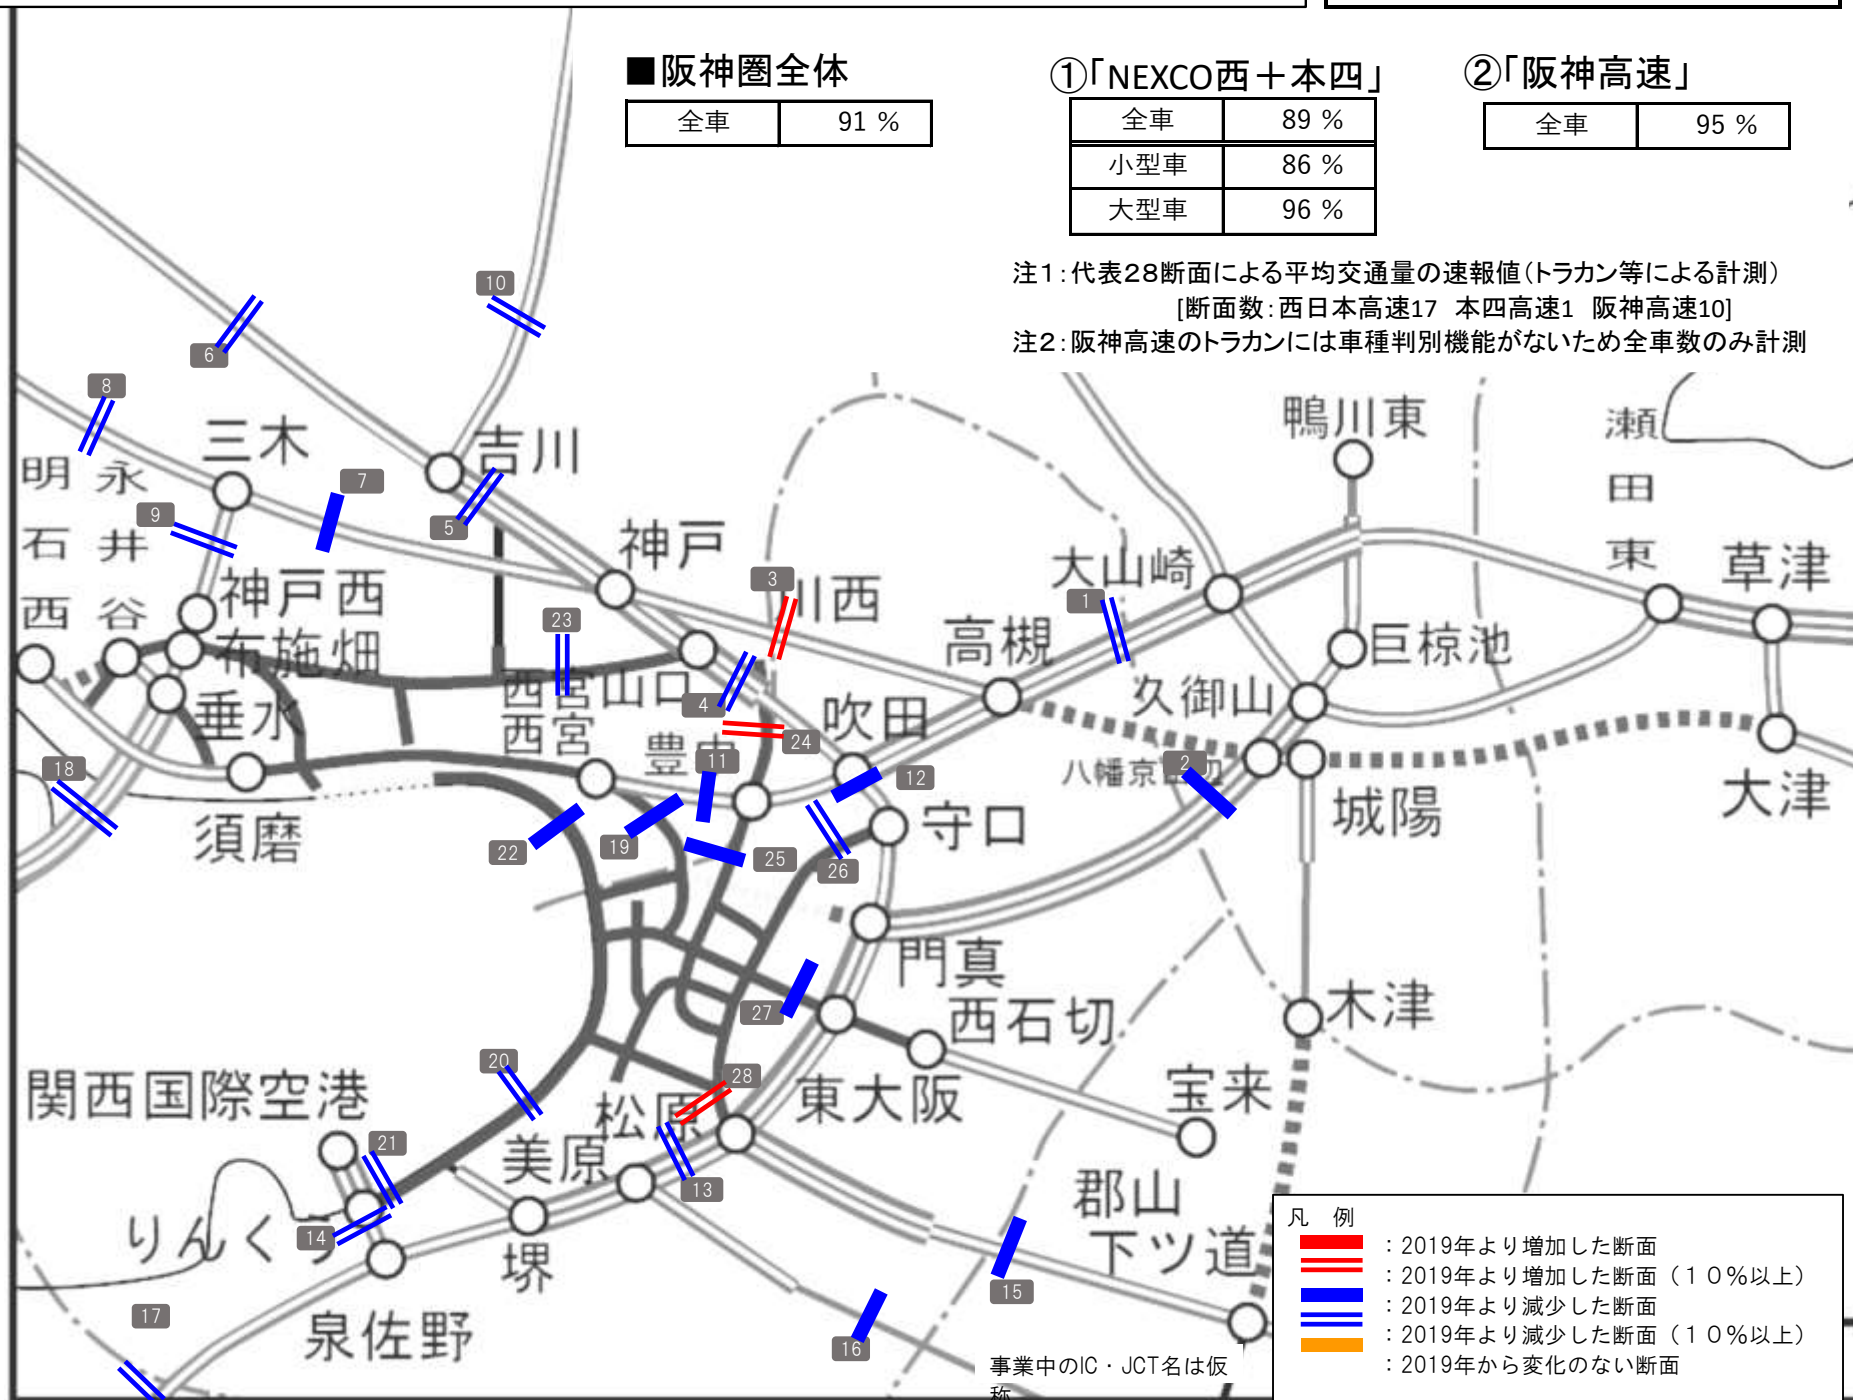 ■阪神圏全体
全車 91 %
①「NEXCO西＋本四」
全車 89 %
小型車 86 %
大型車 96 %
②「阪神高速」
全車 95 %
注1：代表28断面による平均交通量の速報値（トラカン等による計測）
[断面数：西日本高速17 本四高速1 阪神高速10]
注2：阪神高速のトラカンには車種判別機能がないため全車数のみ計測
10
6
8
三木
吉川
鴨川東
瀬田東
明石西
永井谷
7
9
5
神戸
3
川西
大山崎
1
草津
神戸西
布施畑
23
西宮山口
西宮
4
高槻
巨椋池
久御山
垂水
24
吹田
豊中
11
12
2
八幡京田辺
18
須磨
22
19
25
26
守口
城陽
大津
門真
27
西石切
木津
関西国際空港
20
28
松原
東大阪
宝来
21
美原
13
郡山
下ツ道
りんくう
14
堺
15
17
泉佐野
16
事業中のIC・JCT名は仮
称
凡 例
：2019年より増加した断面
：2019年より増加した断面（１０％以上）
：2019年より減少した断面
：2019年より減少した断面（１０％以上）
：2019年から変化のない断面